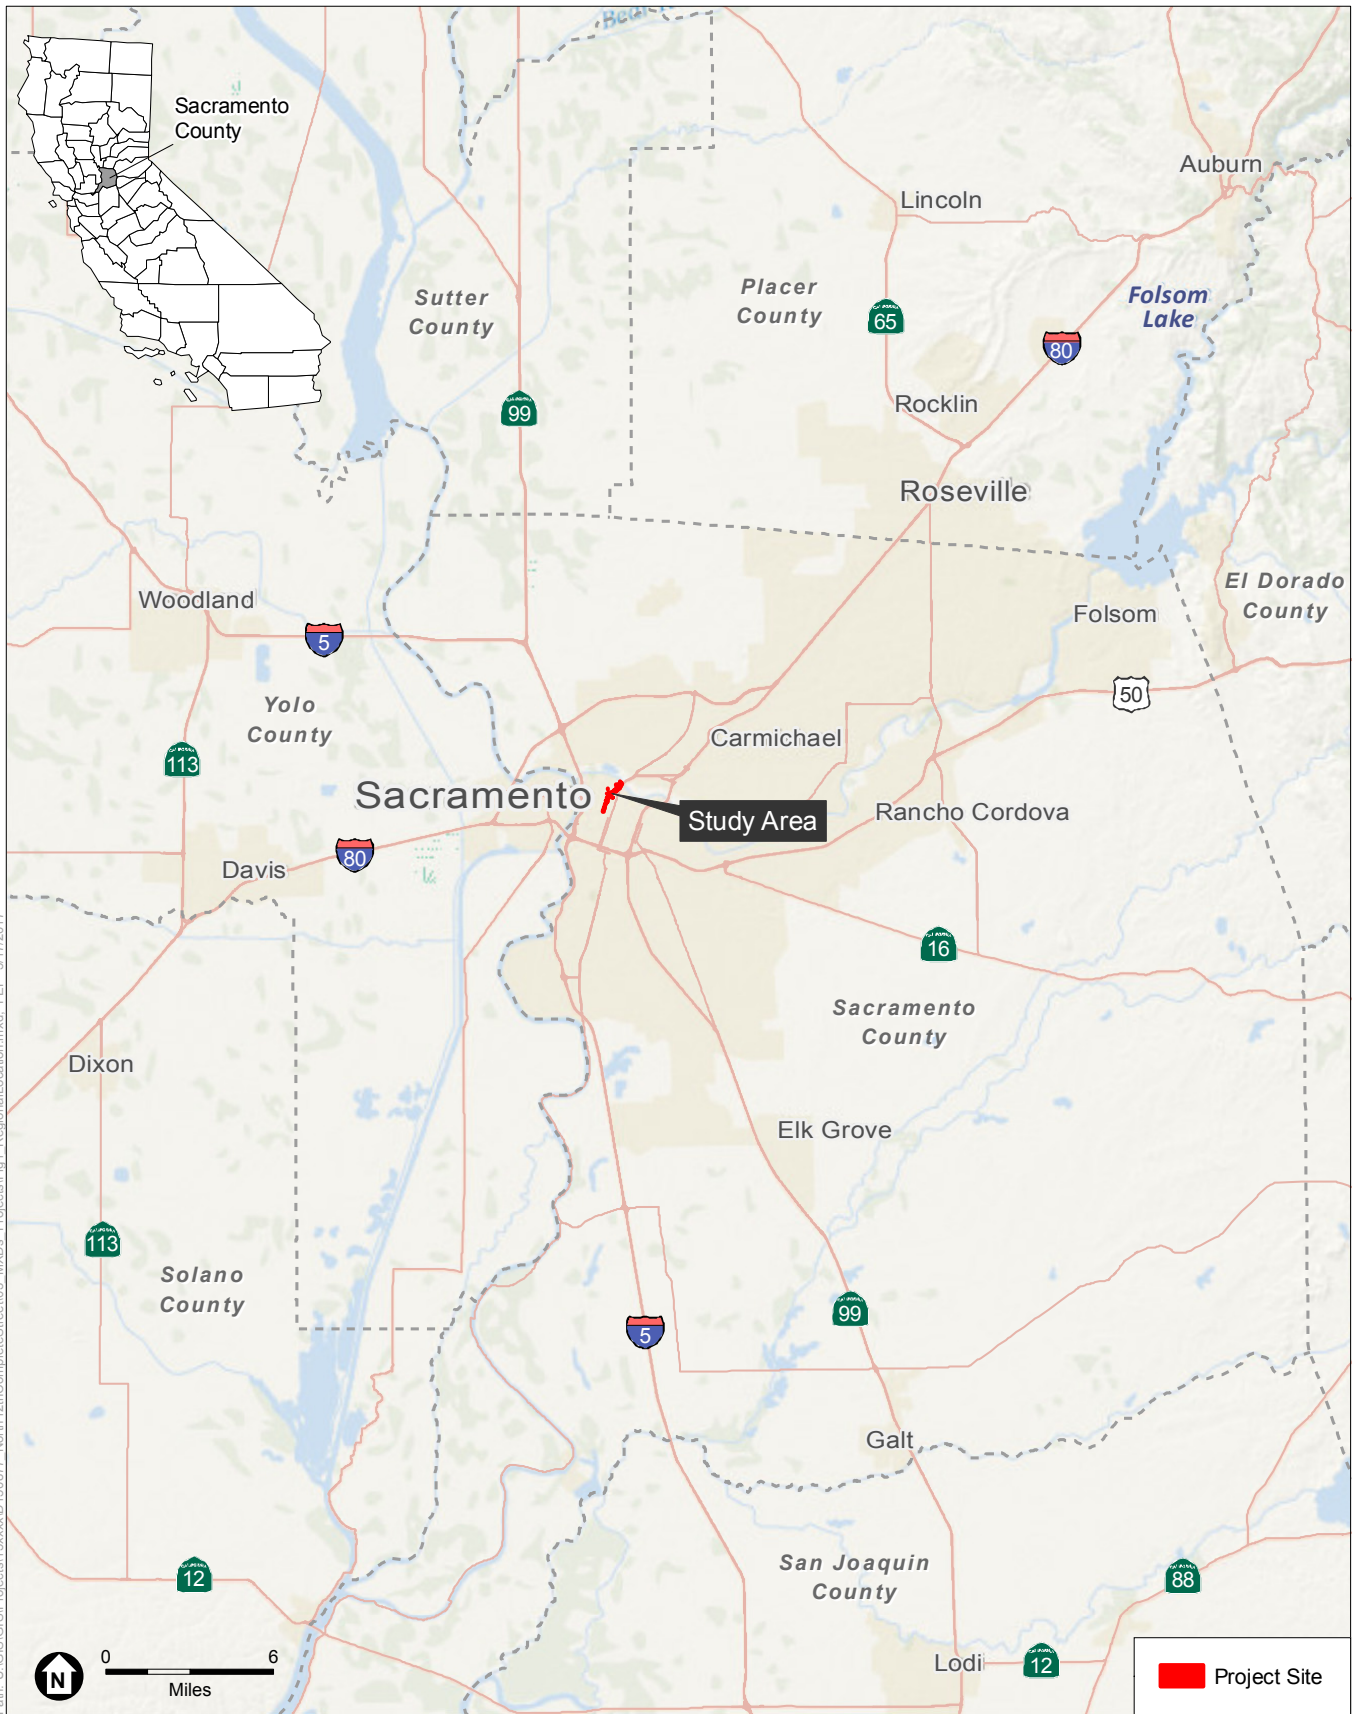 Sacramento
County
Auburn
Lincoln
Sutter
County
Placer
County
Folsom
Lake
65
80
99
Rocklin
Roseville
Woodland
5
Folsom
El Dorado
County
50
Yolo
County
113
Carmichael
Sacramento
Study Area
Rancho Cordova
80
Davis
16
Sacramento
County
Dixon
Elk Grove
113
Solano
County
99
5
Galt
12
San Joaquin
County
88
Lodi
12
N
0 6
Miles
Project Site